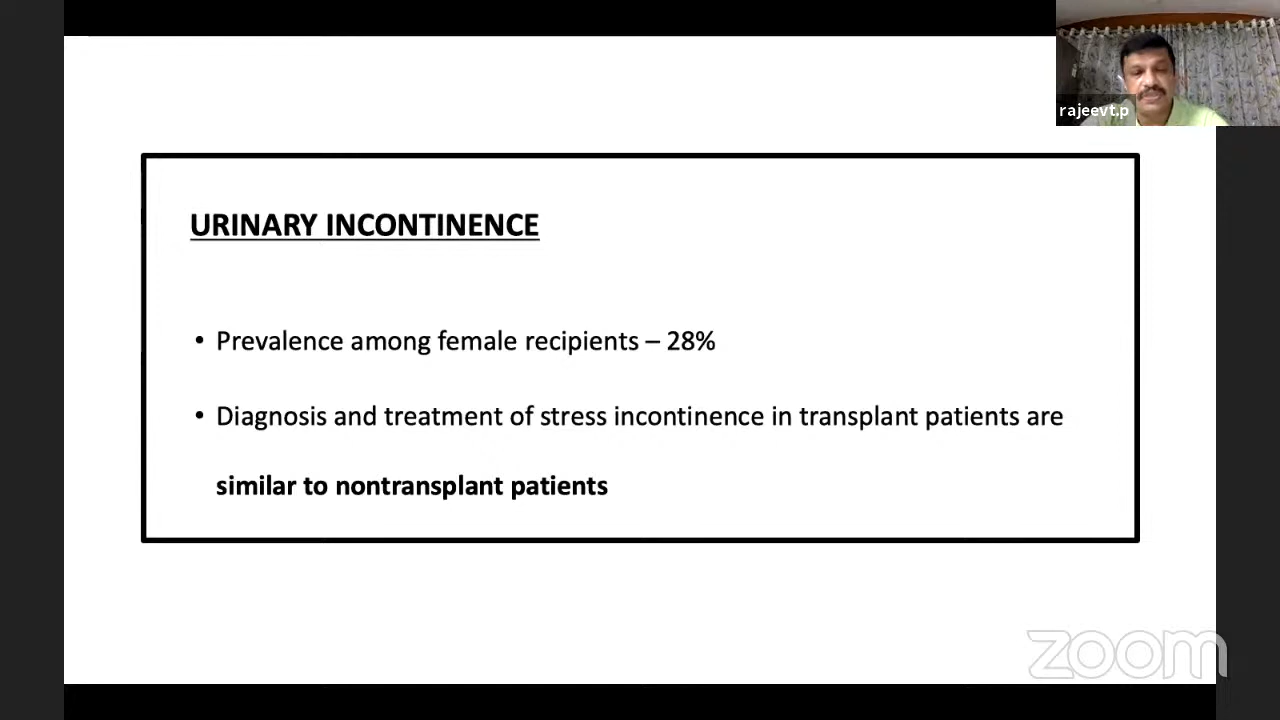 rajeevt.p
URINARY INCONTINENCE
• Prevalence among female recipients – 28%
• Diagnosis and treatment of stress incontinence in transplant patients are
similar to nontransplant patients
zoom